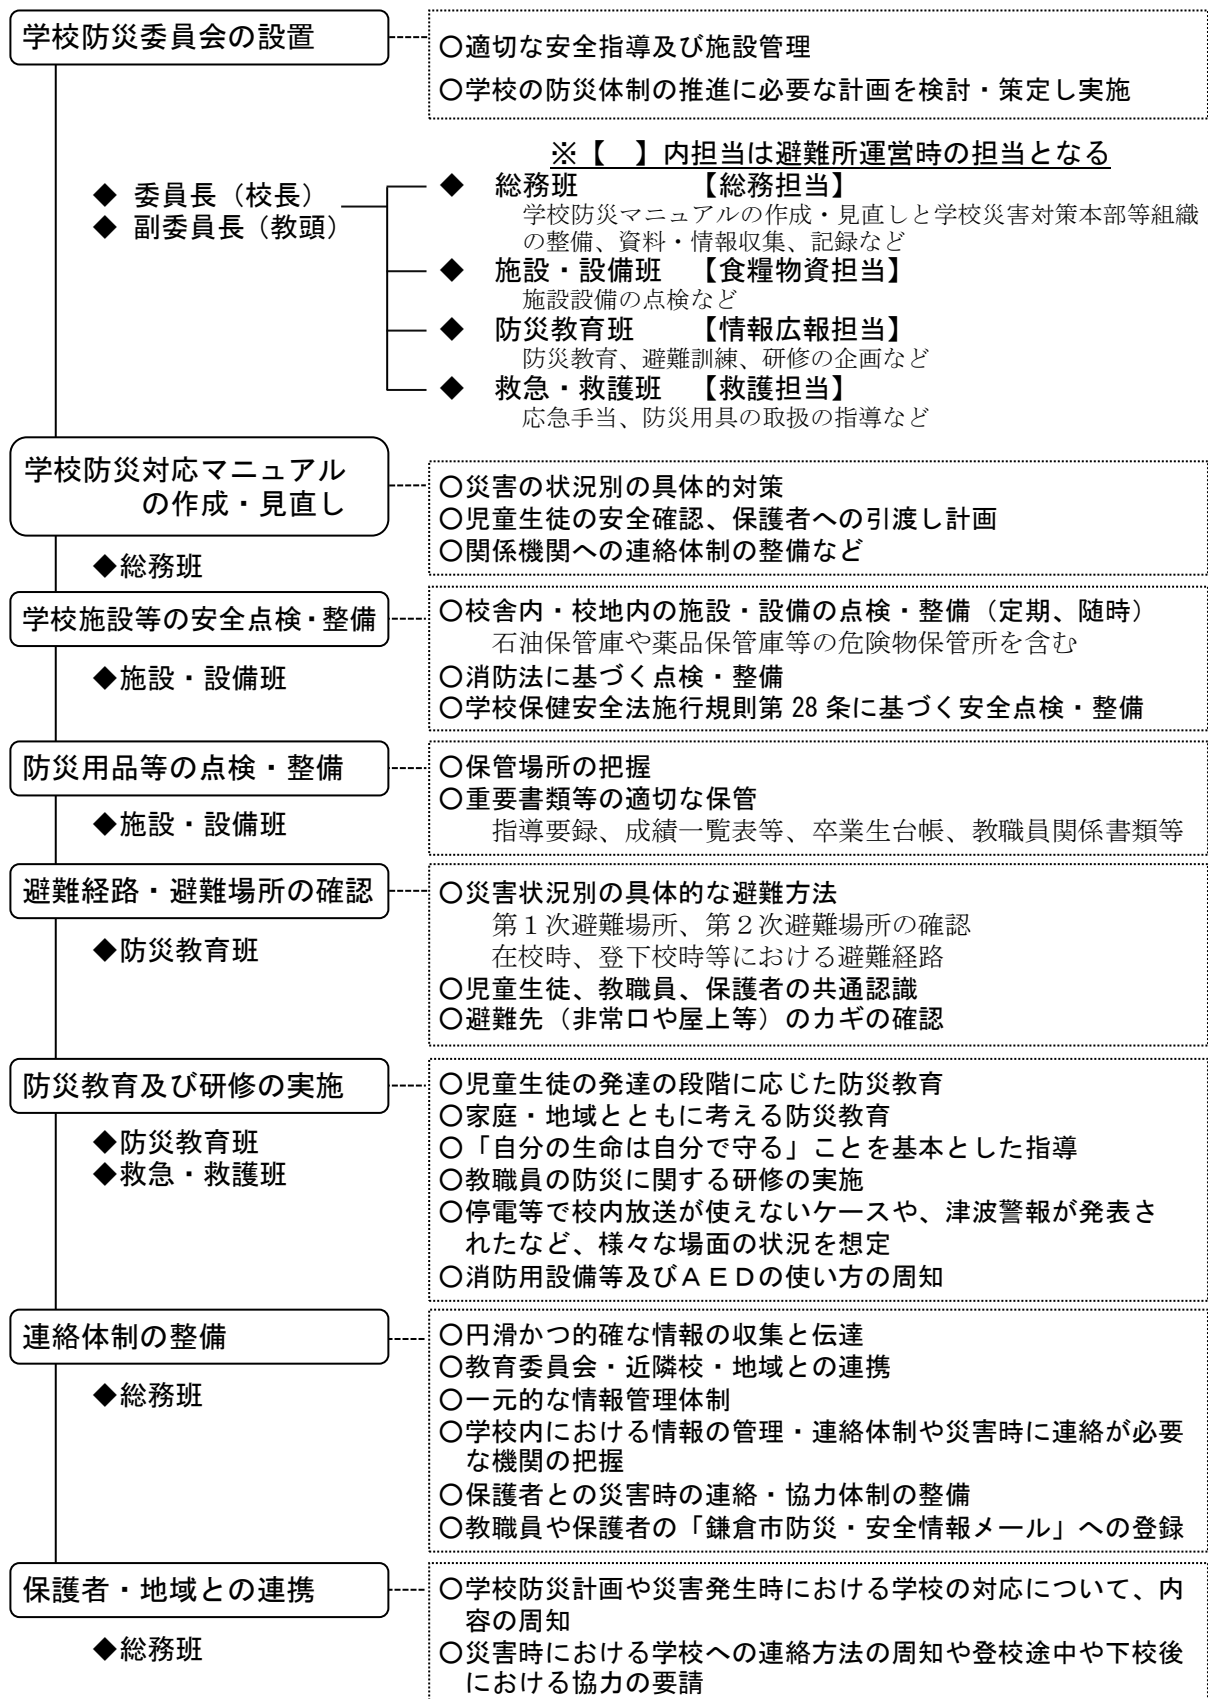 学校防災委員会の設置
○適切な安全指導及び施設管理
○学校の防災体制の推進に必要な計画を検討・策定し実施
※【　】内担当は避難所運営時の担当となる
◆ 委員長（校長）
◆ 副委員長（教頭）
◆ 総務班 【総務担当】
学校防災マニュアルの作成・見直しと学校災害対策本部等組織
の整備、資料・情報収集、記録など
◆ 施設・設備班 【食糧物資担当】
施設設備の点検など
◆ 防災教育班 【情報広報担当】
防災教育、避難訓練、研修の企画など
◆ 救急・救護班 【救護担当】
応急手当、防災用具の取扱の指導など
学校防災対応マニュアル
の作成・見直し
◆総務班
○災害の状況別の具体的対策
○児童生徒の安全確認、保護者への引渡し計画
○関係機関への連絡体制の整備など
学校施設等の安全点検・整備
◆施設・設備班
○校舎内・校地内の施設・設備の点検・整備（定期、随時）
石油保管庫や薬品保管庫等の危険物保管所を含む
○消防法に基づく点検・整備
○学校保健安全法施行規則第 28 条に基づく安全点検・整備
防災用品等の点検・整備
◆施設・設備班
○保管場所の把握
○重要書類等の適切な保管
指導要録、成績一覧表等、卒業生台帳、教職員関係書類等
避難経路・避難場所の確認
◆防災教育班
○災害状況別の具体的な避難方法
第１次避難場所、第２次避難場所の確認
在校時、登下校時等における避難経路
○児童生徒、教職員、保護者の共通認識
○避難先（非常口や屋上等）のカギの確認
防災教育及び研修の実施
◆防災教育班
◆救急・救護班
○児童生徒の発達の段階に応じた防災教育
○家庭・地域とともに考える防災教育
○「自分の生命は自分で守る」ことを基本とした指導
○教職員の防災に関する研修の実施
○停電等で校内放送が使えないケースや、津波警報が発表さ
れたなど、様々な場面の状況を想定
○消防用設備等及びＡＥＤの使い方の周知
連絡体制の整備
◆総務班
○円滑かつ的確な情報の収集と伝達
○教育委員会・近隣校・地域との連携
○一元的な情報管理体制
○学校内における情報の管理・連絡体制や災害時に連絡が必要
な機関の把握
○保護者との災害時の連絡・協力体制の整備
○教職員や保護者の「鎌倉市防災・安全情報メール」への登録
保護者・地域との連携
◆総務班
○学校防災計画や災害発生時における学校の対応について、内
容の周知
○災害時における学校への連絡方法の周知や登校途中や下校後
における協力の要請